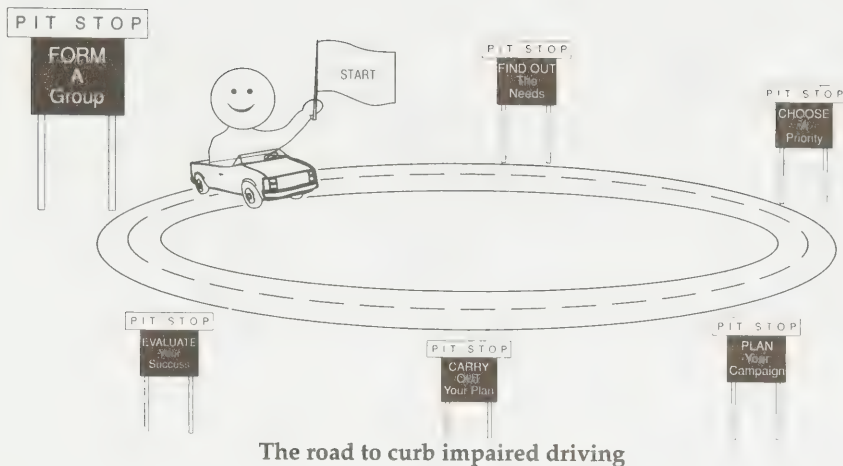 PIT STOP
FORM
A
Group
START
PIT STOP
FIND OUT
The
Needs
PIT STOP
CHOOSE
A
Priority
PIT STOP
PLAN
Your
Campaign
PIT STOP
CARRY
OUT
Your Plan
PIT STOP
EVALUATE
Your
Success
The road to curb impaired driving